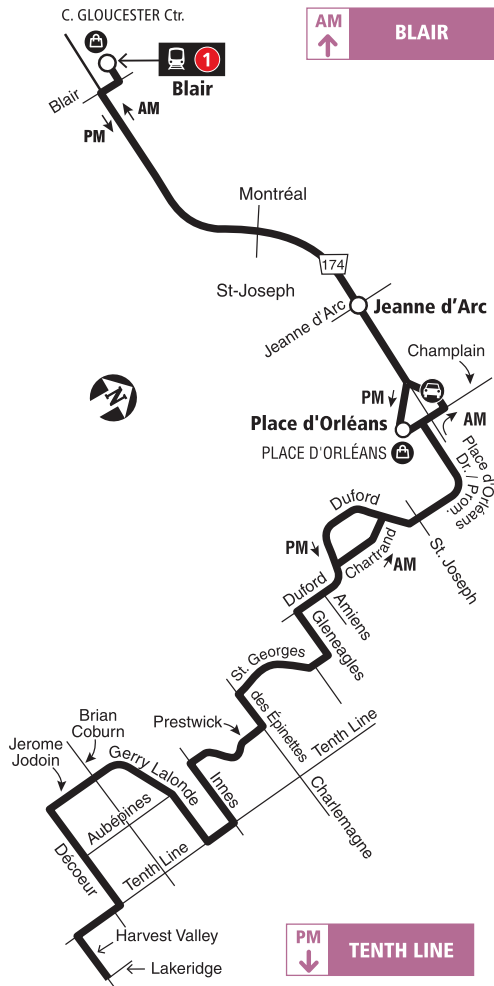 C. GLOUCESTER Ctr.
AM
BLAIR
1
Blair
Blair
AM
PM
Montréal
174
St-Joseph
Jeanne d'Arc
Jeanne d'Arc
Champlain
N
PM
AM
Place d'Orléans
PLACE D'ORLÉANS
Place d'Orléans
Dr. / Prom.
Duford
St. Joseph
PM
Chartrand
AM
Duford
Amiens
Gleneagles
St. Georges
des Épinettes
Prestwick
Tenth Line
Brian
Coburn
Jerome
Jodoin
Gerry Lalonde
Innes
Charlemagne
Aubépines
Décoeur
Tenth Line
Harvest Valley
Lakeridge
PM
TENTH LINE